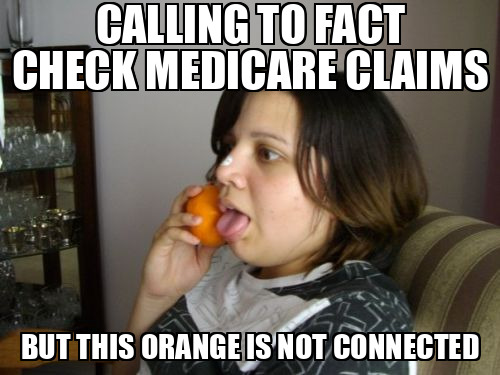 CALLING TO FACT
CHECK MEDICARE CLAIMS
BUT THIS ORANGE IS NOT CONNECTED